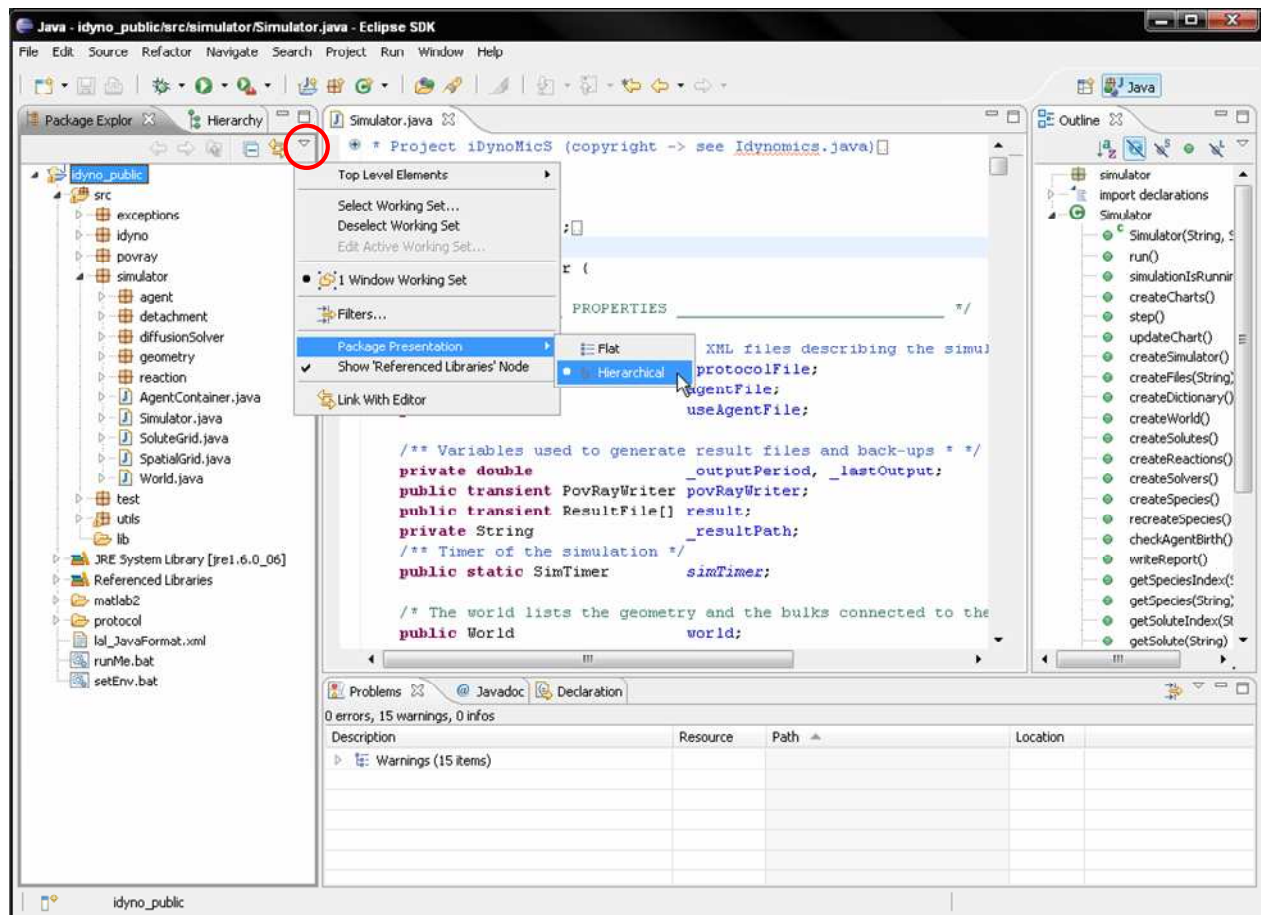 Java - idyno_public/src/simulator/Simulator.java - Eclipse SDK
File Edit Source Refactor Navigate Search Project Run Window Help
Java
Package Explor
Hierarchy
idyno_public
src
exceptions
idyno
povray
simulator
agent
detachment
diffusionSolver
geometry
reaction
AgentContainer.java
Simulator.java
SoluteGrid.java
SpatialGrid.java
World.java
test
utils
lib
JRE System Library [jre1.6.0_06]
Referenced Libraries
matlab2
protocol
lal_JavaFormat.xml
runMe.bat
setEnv.bat
Simulator.java
* Project iDynoMicS (copyright -> see Idynomics.java)
;
r (
PROPERTIES ___________________________ */
XML files describing the simul
protocolFile;
agentFile;
useAgentFile;
/** Variables used to generate result files and back-ups * */
private double _outputPeriod, _lastOutput;
public transient PovRayWriter povRayWriter;
public transient ResultFile[] result;
private String _resultPath;
/** Timer of the simulation */
public static SimTimer simTimer;
/* The world lists the geometry and the bulks connected to the
public World world;
Top Level Elements
Select Working Set...
Deselect Working Set
Edit Active Working Set...
1 Window Working Set
Filters...
Package Presentation
Show 'Referenced Libraries' Node
Link With Editor
Flat
Hierarchical
Outline
simulator
import declarations
Simulator
Simulator(String, S
run()
simulationIsRunnin
createCharts()
step()
updateChart()
createSimulator()
createFiles(String,
createDictionary()
createWorld()
createSolutes()
createReactions()
createSolvers()
createSpecies()
recreateSpecies()
checkAgentBirth()
writeReport()
getSpeciesIndex(S
getSpecies(String,
getSoluteIndex(St
getSolute(String)
Problems
@ Javadoc
Declaration
0 errors, 15 warnings, 0 infos
Description Resource Path Location
Warnings (15 items)
idyno_public